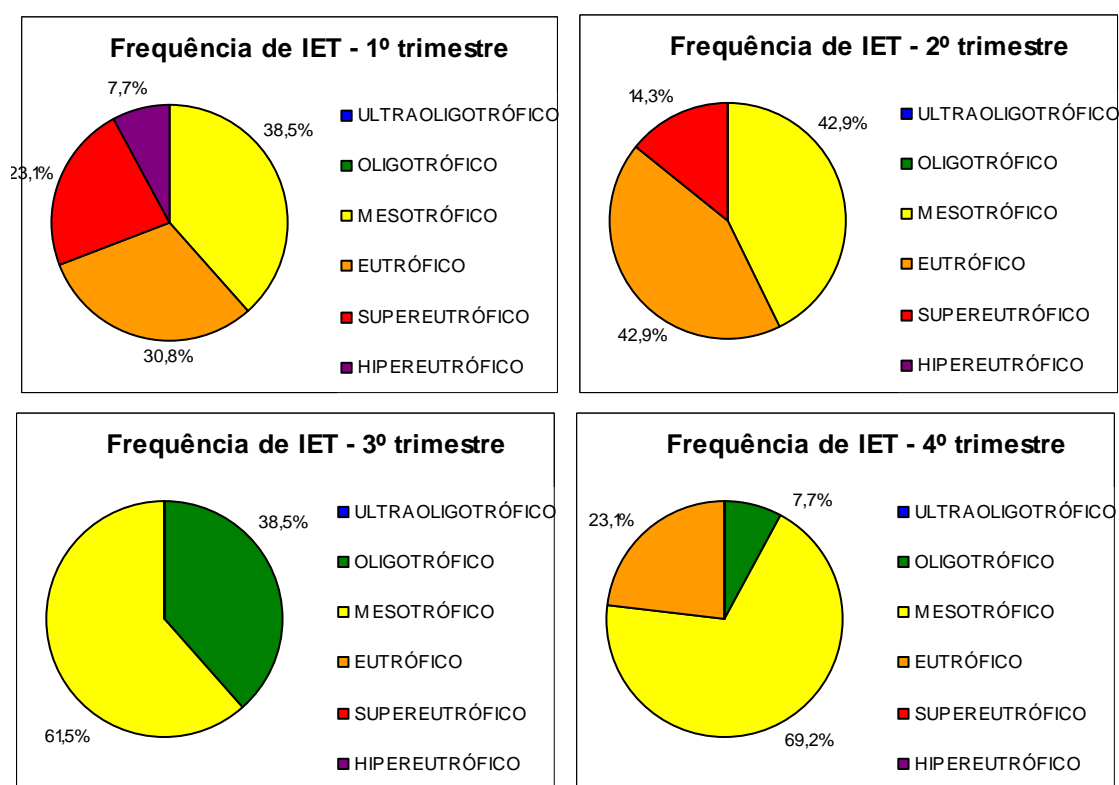 Frequência de IET - 1º trimestre
7,7%
38,5%
23,1%
30,8%
ULTRAOLIGOTRÓFICO
OLIGOTRÓFICO
MESOTRÓFICO
EUTRÓFICO
SUPEREUTRÓFICO
HIPEREUTRÓFICO
Frequência de IET - 2º trimestre
14,3%
42,9%
42,9%
ULTRAOLIGOTRÓFICO
OLIGOTRÓFICO
MESOTRÓFICO
EUTRÓFICO
SUPEREUTRÓFICO
HIPEREUTRÓFICO
Frequência de IET - 3º trimestre
38,5%
61,5%
ULTRAOLIGOTRÓFICO
OLIGOTRÓFICO
MESOTRÓFICO
EUTRÓFICO
SUPEREUTRÓFICO
HIPEREUTRÓFICO
Frequência de IET - 4º trimestre
7,7%
23,1%
69,2%
ULTRAOLIGOTRÓFICO
OLIGOTRÓFICO
MESOTRÓFICO
EUTRÓFICO
SUPEREUTRÓFICO
HIPEREUTRÓFICO